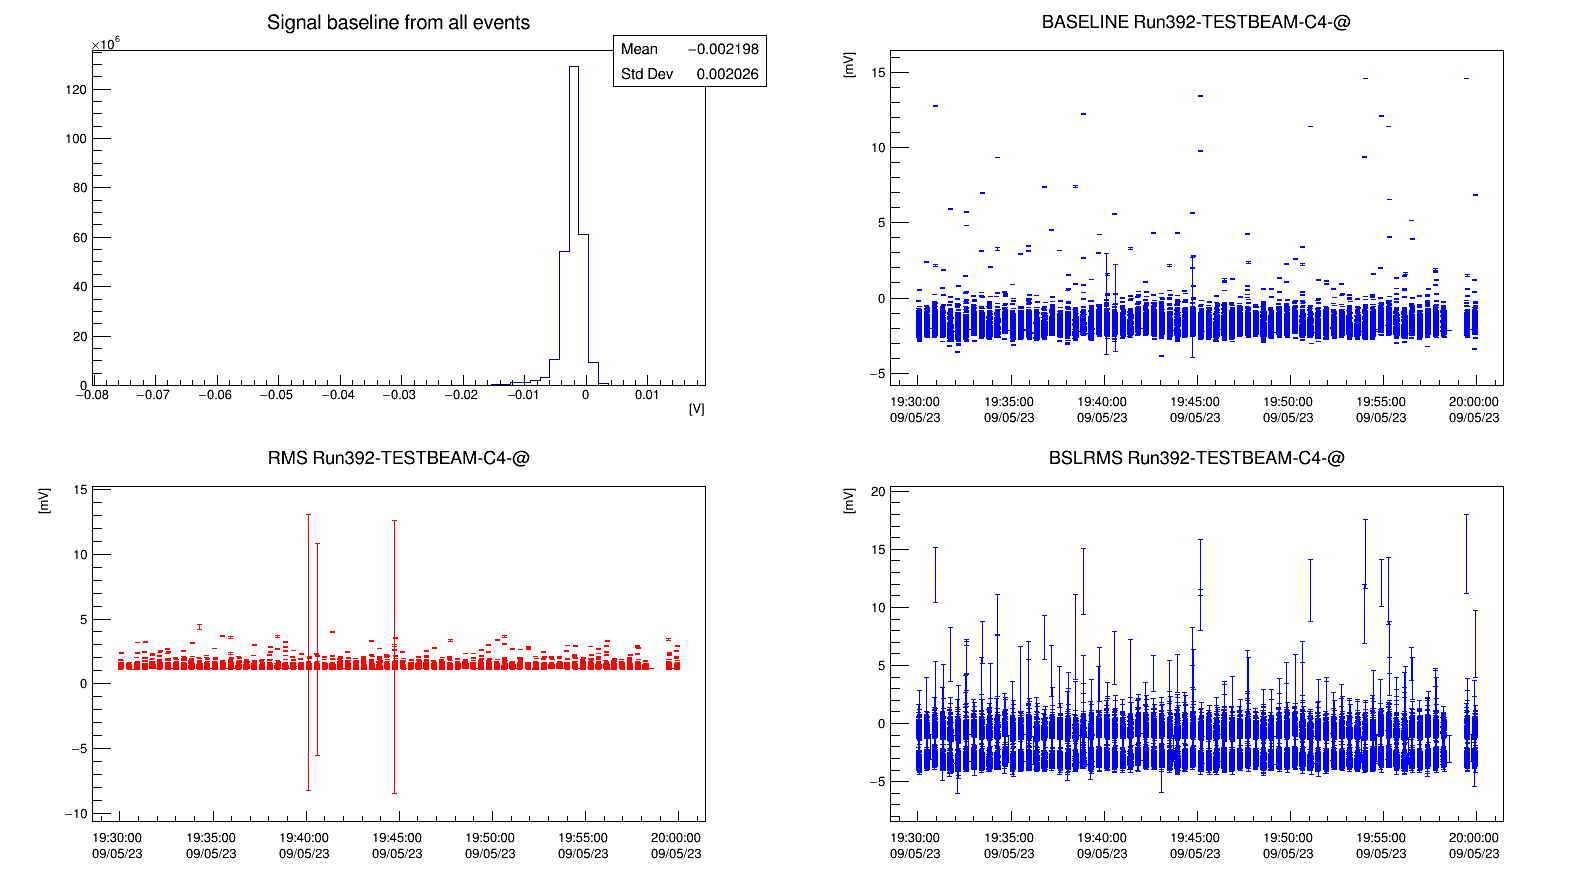 Signal baseline from all events
×10⁶
Mean −0.002198
Std Dev 0.002026
120
100
80
60
40
20
0
−0.08 −0.07 −0.06 −0.05 −0.04 −0.03 −0.02 −0.01 0 0.01
[V]
BASELINE Run392-TESTBEAM-C4-@
[mV]
15
10
5
0
−5
19:30:00 19:35:00 19:40:00 19:45:00 19:50:00 19:55:00 20:00:00
09/05/23 09/05/23 09/05/23 09/05/23 09/05/23 09/05/23 09/05/23
RMS Run392-TESTBEAM-C4-@
[mV]
15
10
5
0
−5
−10
19:30:00 19:35:00 19:40:00 19:45:00 19:50:00 19:55:00 20:00:00
09/05/23 09/05/23 09/05/23 09/05/23 09/05/23 09/05/23 09/05/23
BSLRMS Run392-TESTBEAM-C4-@
[mV]
20
15
10
5
0
−5
19:30:00 19:35:00 19:40:00 19:45:00 19:50:00 19:55:00 20:00:00
09/05/23 09/05/23 09/05/23 09/05/23 09/05/23 09/05/23 09/05/23